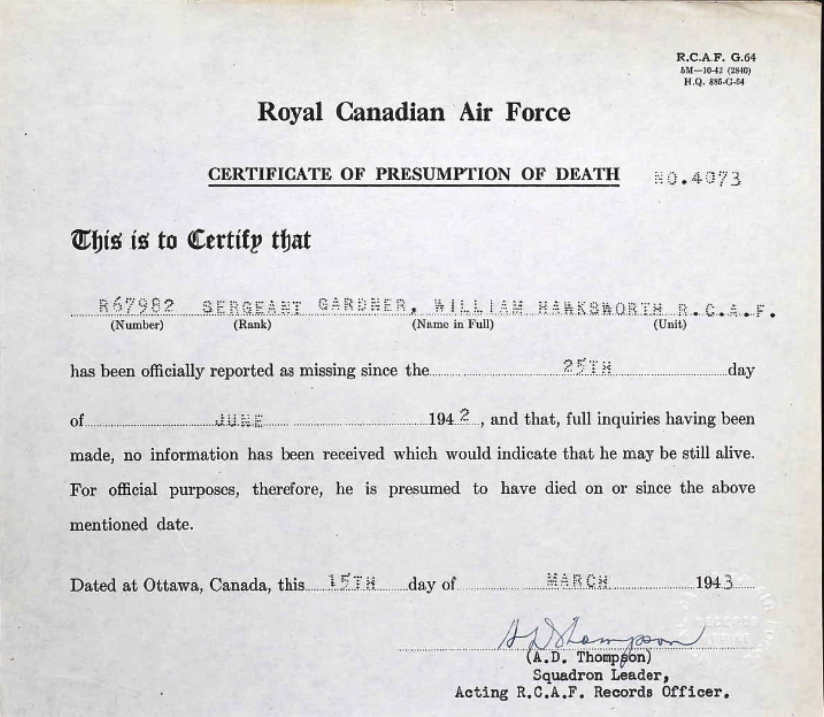 R.C.A.F. G.64
5M—10-42 (2840)
H.Q. 885-G-64
Royal Canadian Air Force
CERTIFICATE OF PRESUMPTION OF DEATH NO.4073
This is to Certify that
R67982 SERGEANT GARDNER, WILLIAM HAWKSWORTH R.C.A.F.
(Number) (Rank) (Name in Full) (Unit)
has been officially reported as missing since the 25TH day
of JUNE 1942, and that, full inquiries having been
made, no information has been received which would indicate that he may be still alive.
For official purposes, therefore, he is presumed to have died on or since the above
mentioned date.
Dated at Ottawa, Canada, this 15TH day of MARCH 1943
A D Thompson
(A.D. Thompson)
Squadron Leader,
Acting R.C.A.F. Records Officer.